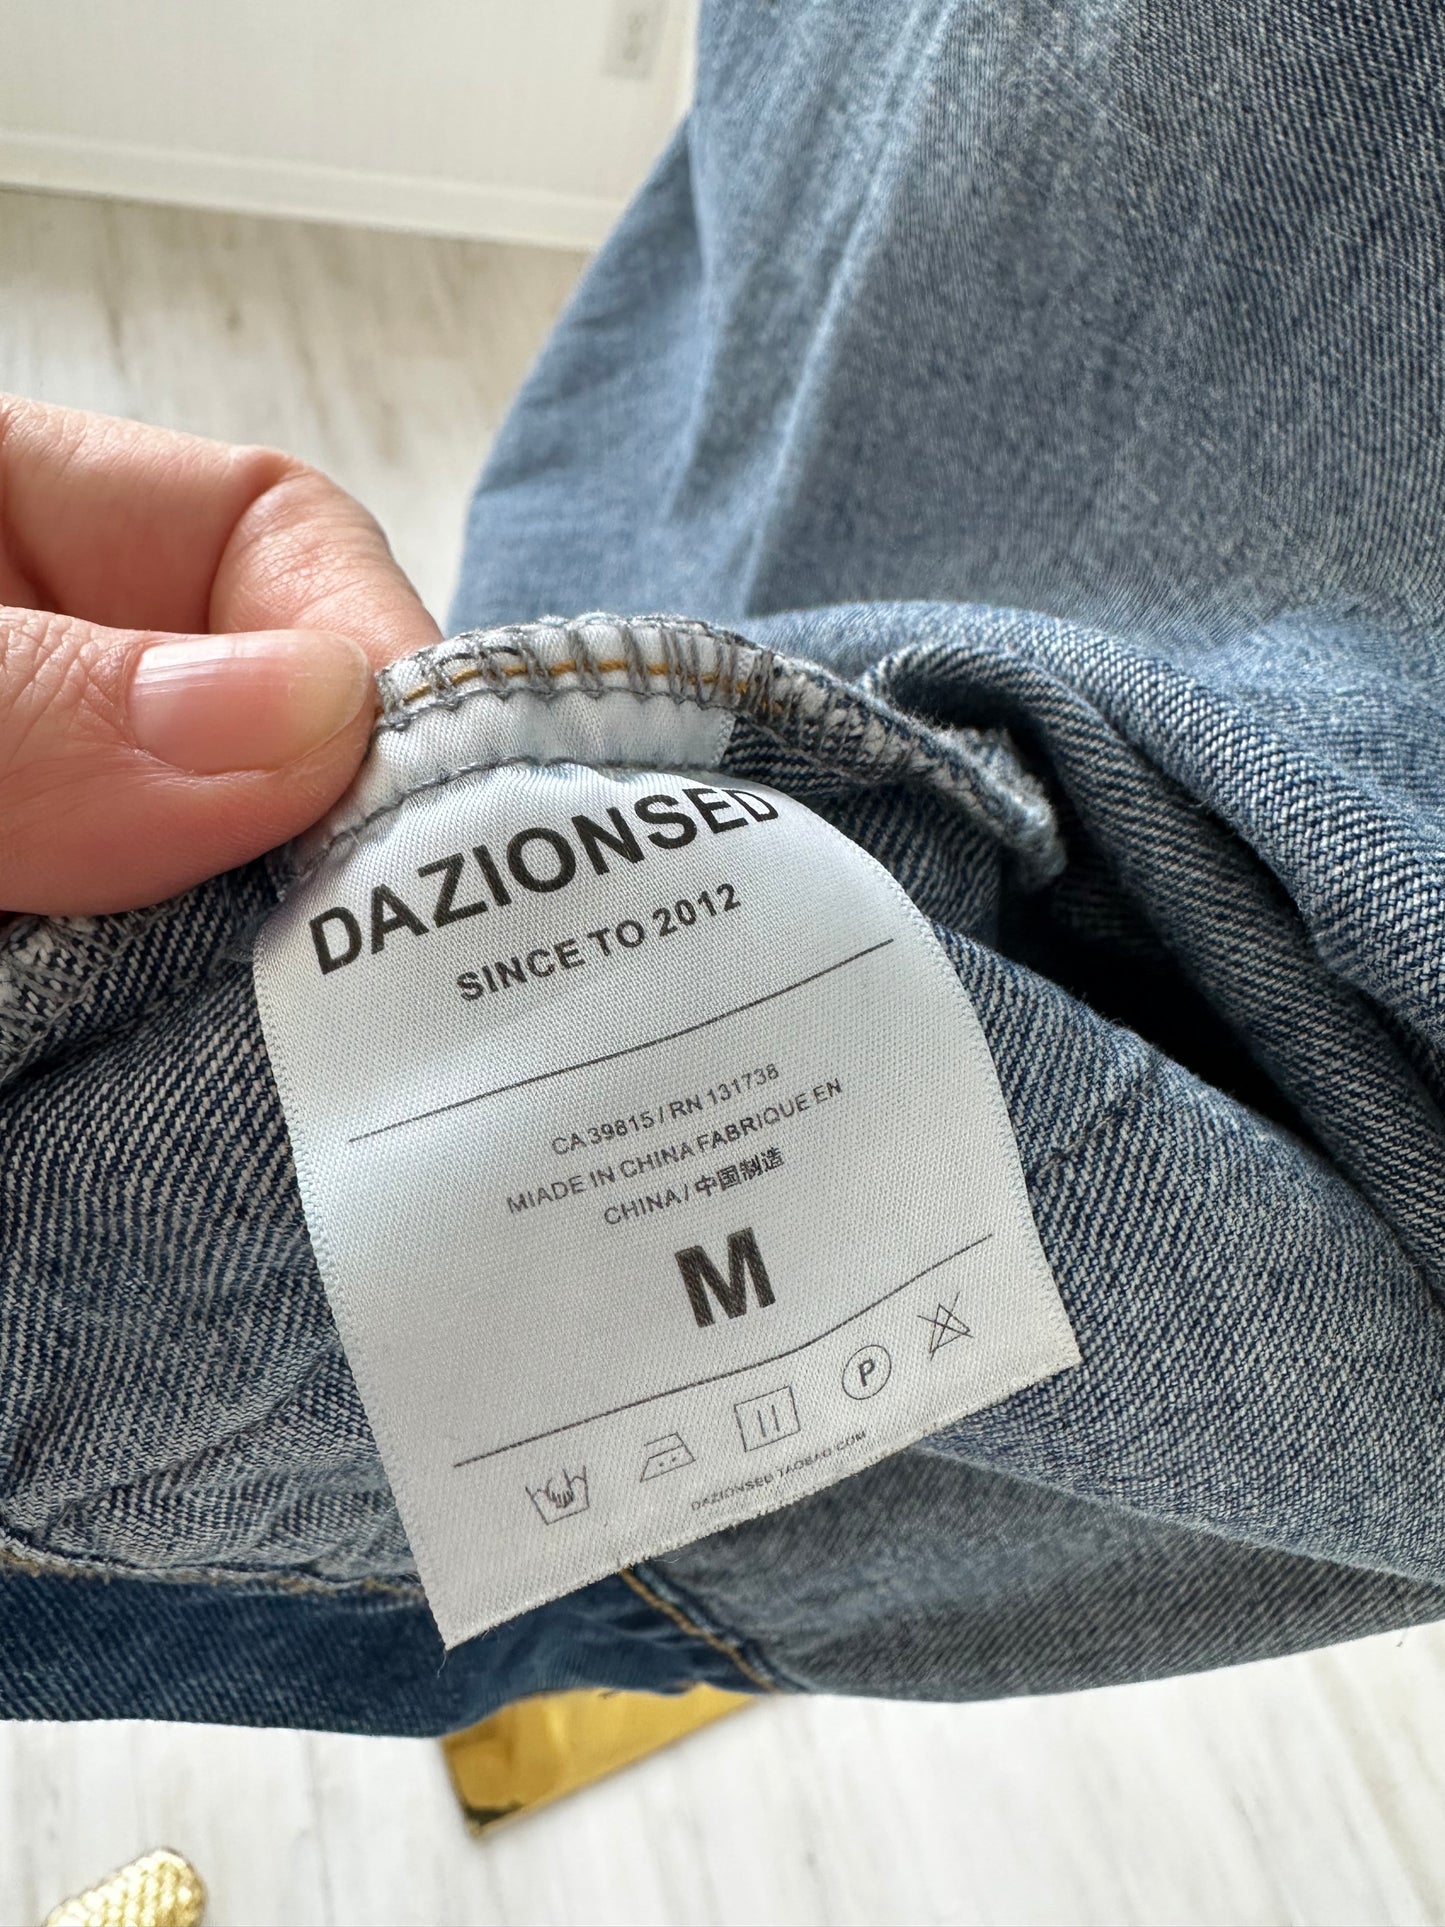 DAZIONSED
SINCE TO 2012
CA 39815 / RN 131738
MIADE IN CHINA FABRIQUE EN
CHINA / 中国制造
M
P
DAZIONSEB TAOBAO.COM